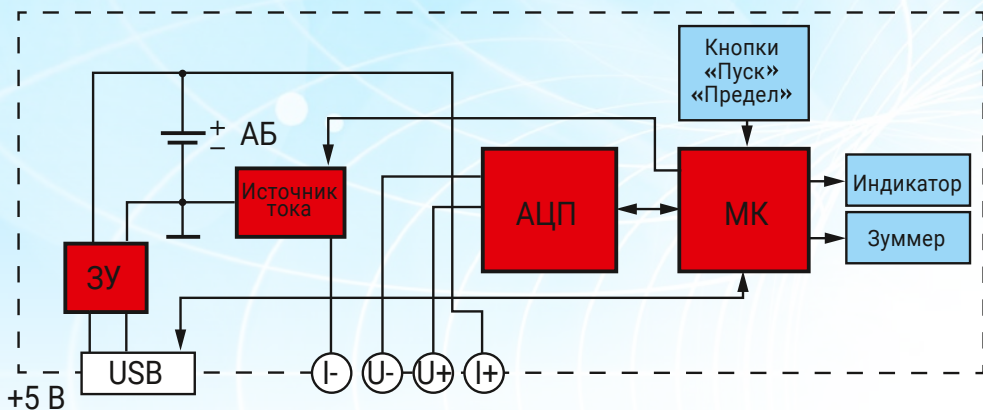 Кнопки
«Пуск»
«Предел»
+
−
АБ
Источник
тока
АЦП
МК
Индикатор
Зуммер
ЗУ
USB
I-
U-
U+
I+
+5 В